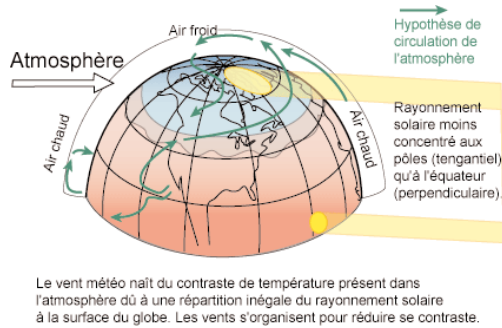 Air froid
Hypothèse de
circulation de
l'atmosphère
Atmosphère
Air chaud
Air chaud
Rayonnement
solaire moins
concentré aux
pôles (tengantiel)
qu'à l'équateur
(perpendiculaire).
Le vent météo naît du contraste de température présent dans
l'atmosphère dû à une répartition inégale du rayonnement solaire
à la surface du globe. Les vents s'organisent pour réduire se contraste.